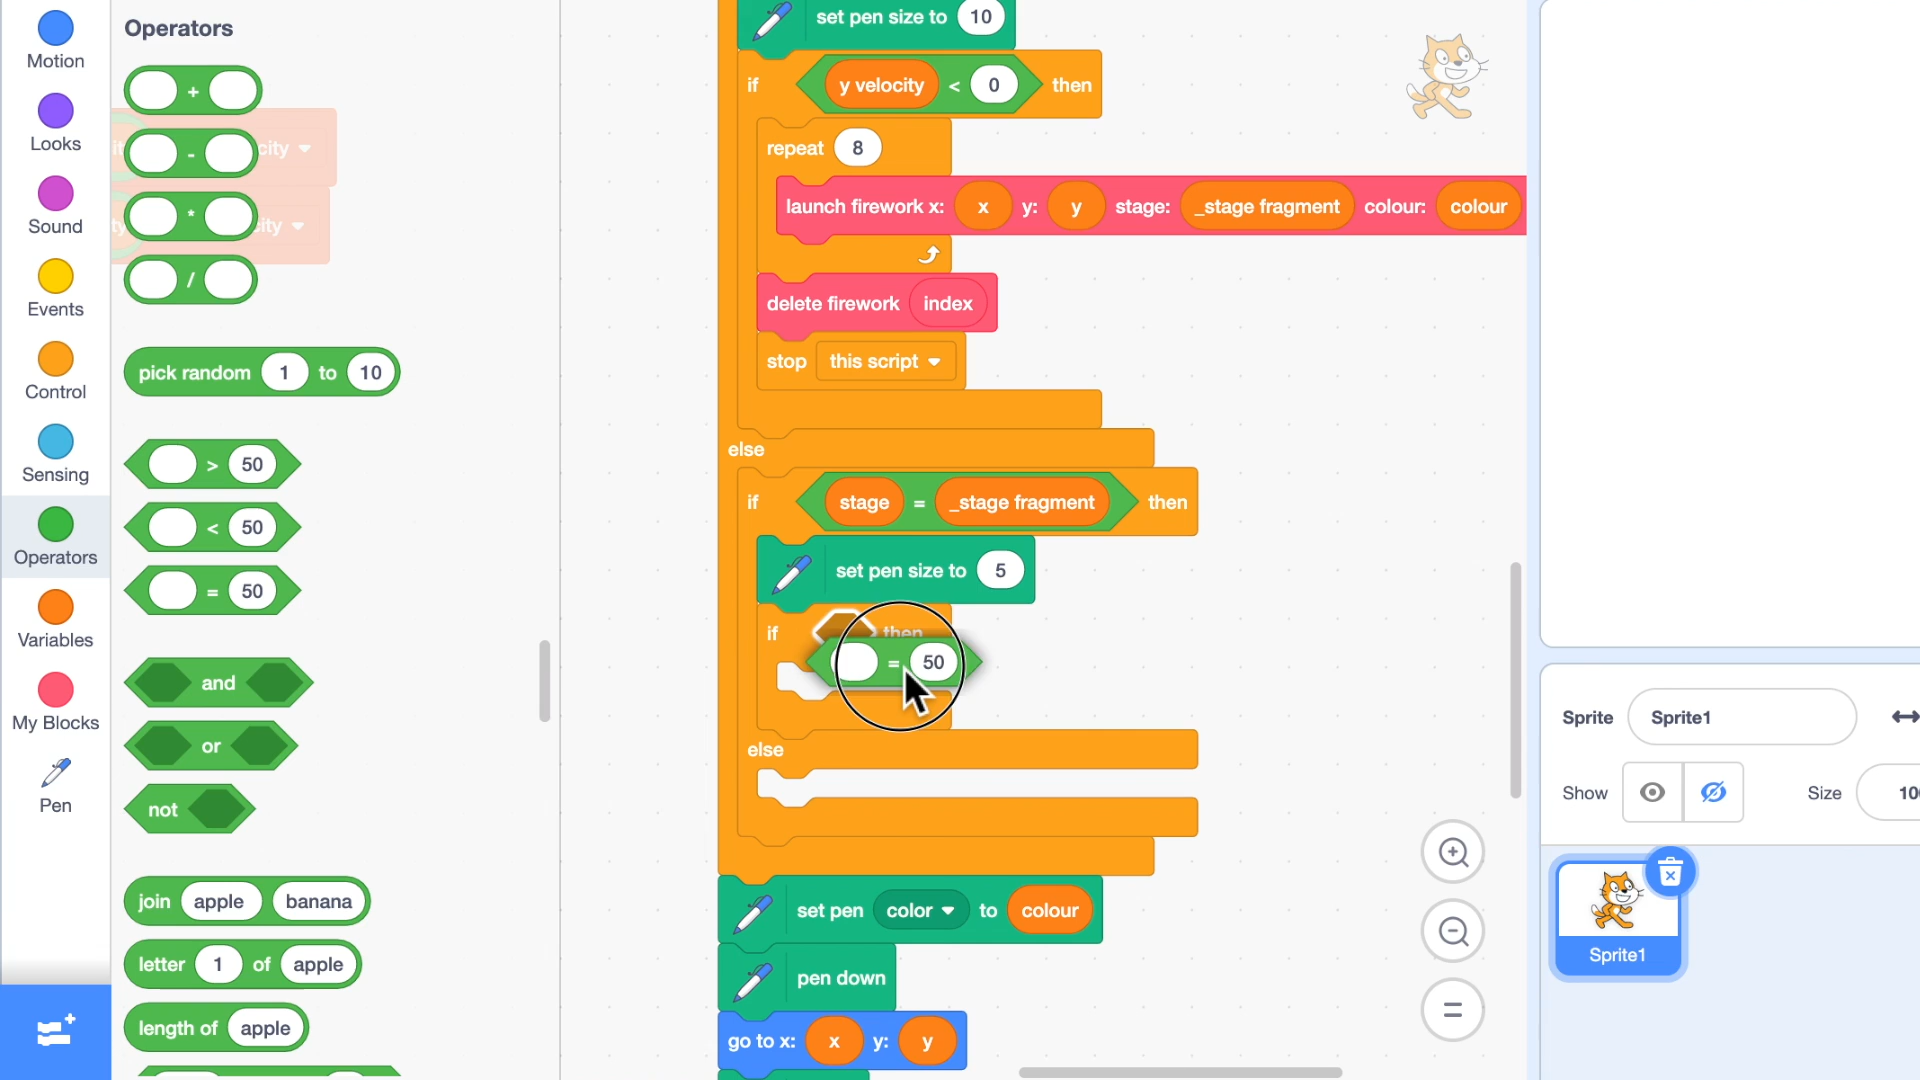 Motion
Looks
Sound
Events
Control
Sensing
Operators
Variables
My Blocks
Pen
Operators
+
-
city
*
/
pick random 1 to 10
> 50
< 50
= 50
and
or
not
join apple banana
letter 1 of apple
length of apple
set pen size to 10
if y velocity < 0 then
repeat 8
launch firework x: x y: y stage: _stage fragment colour: colour
delete firework index
stop this script
else
if stage = _stage fragment then
set pen size to 5
if then
= 50
else
set pen color to colour
pen down
go to x: x y: y
Sprite Sprite1
Show
Size
Sprite1